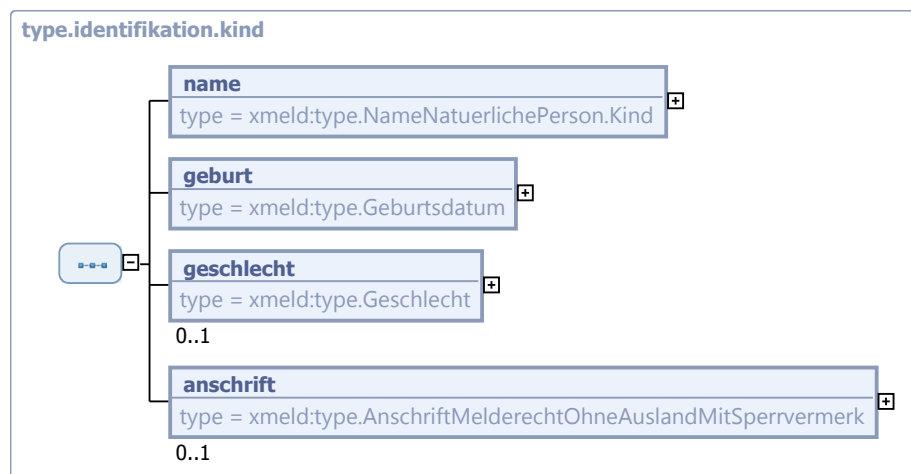 type.identifikation.kind
name
type = xmeld:type.NameNatuerlichePerson.Kind
geburt
type = xmeld:type.Geburtsdatum
geschlecht
type = xmeld:type.Geschlecht
0..1
anschrift
type = xmeld:type.AnschriftMelderechtOhneAuslandMitSperrvermerk
0..1